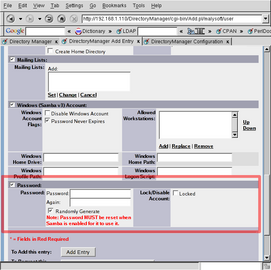 File Edit View Go Bookmarks Tools Settings Window Help
http://192.168.1.110/DirectoryManager/cgi-bin/Add.pl/realysoft/user
Google Dictionary LDAP CPAN PerlDoc
Directory Manager Directory Manager Add Entry Directory Manager Configuration
Create Home Directory
Mailing Lists:
Mailing Lists: Add:
Set | Change | Cancel
Windows (Samba v3) Account:
Windows Account Flags: Disable Windows Account
Password Never Expires
Allowed Workstations:
Up
Down
Add | Replace | Remove
Windows Home Drive:
Windows Home Path:
Windows Profile Path:
Windows Logon Script:
Password:
Password: Password:
Again:
Randomly Generate
Note: Password MUST be reset when
Samba is enabled for it to use it.
Lock/Disable Account: Locked
* = Fields in Red Required
To Add this entry: Add Entry